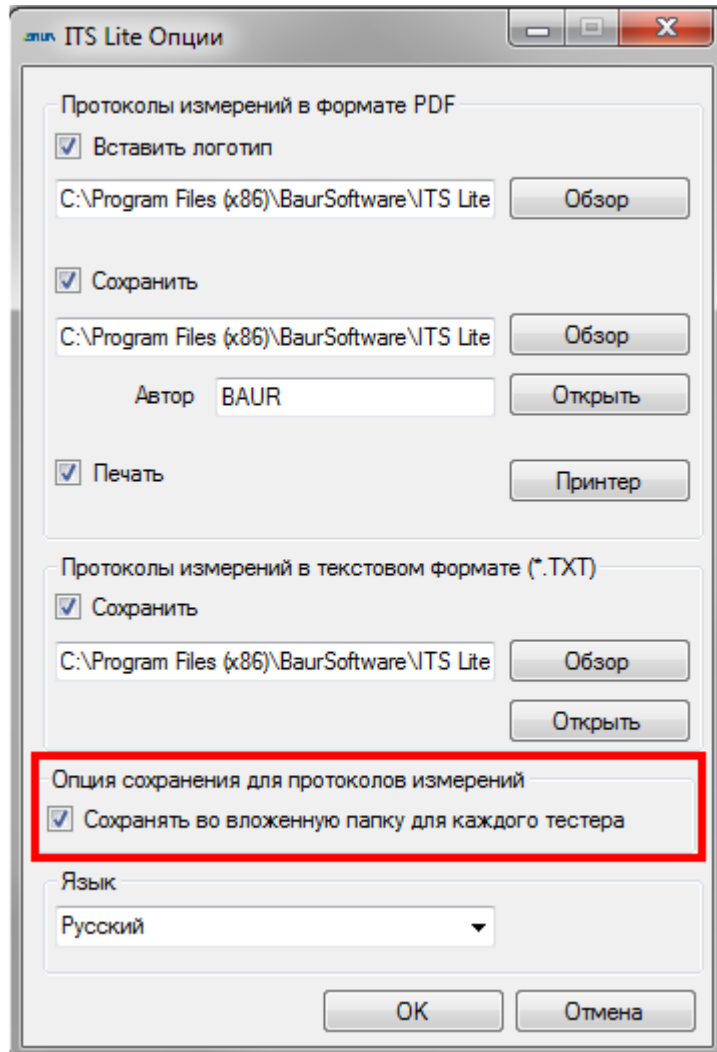 BAUR ITS Lite Опции
Протоколы измерений в формате PDF
Вставить логотип
C:\Program Files (x86)\BaurSoftware\ITS Lite Обзор
Сохранить
C:\Program Files (x86)\BaurSoftware\ITS Lite Обзор
Автор BAUR Открыть
Печать Принтер
Протоколы измерений в текстовом формате (*.TXT)
Сохранить
C:\Program Files (x86)\BaurSoftware\ITS Lite Обзор
Открыть
Опция сохранения для протоколов измерений
Сохранять во вложенную папку для каждого тестера
Язык
Русский
OK Отмена